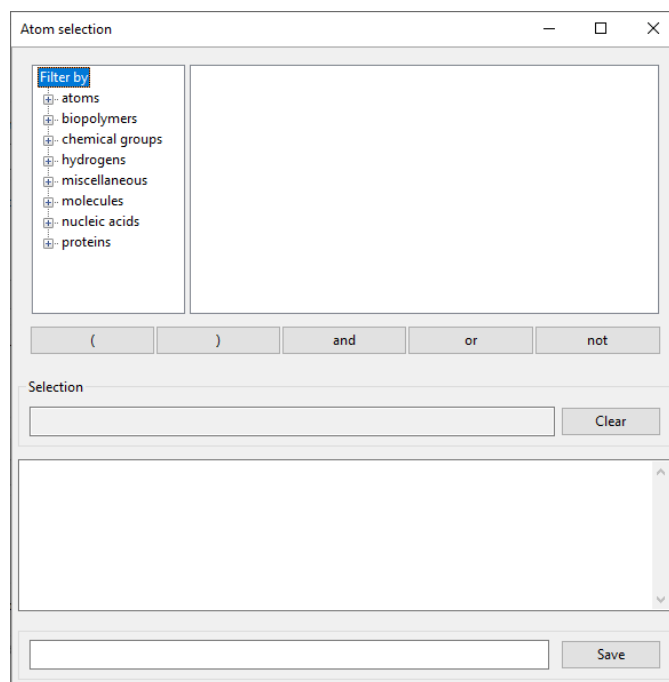 Atom selection
Filter by
atoms
biopolymers
chemical groups
hydrogens
miscellaneous
molecules
nucleic acids
proteins
( ) and or not
Selection
Clear
Save